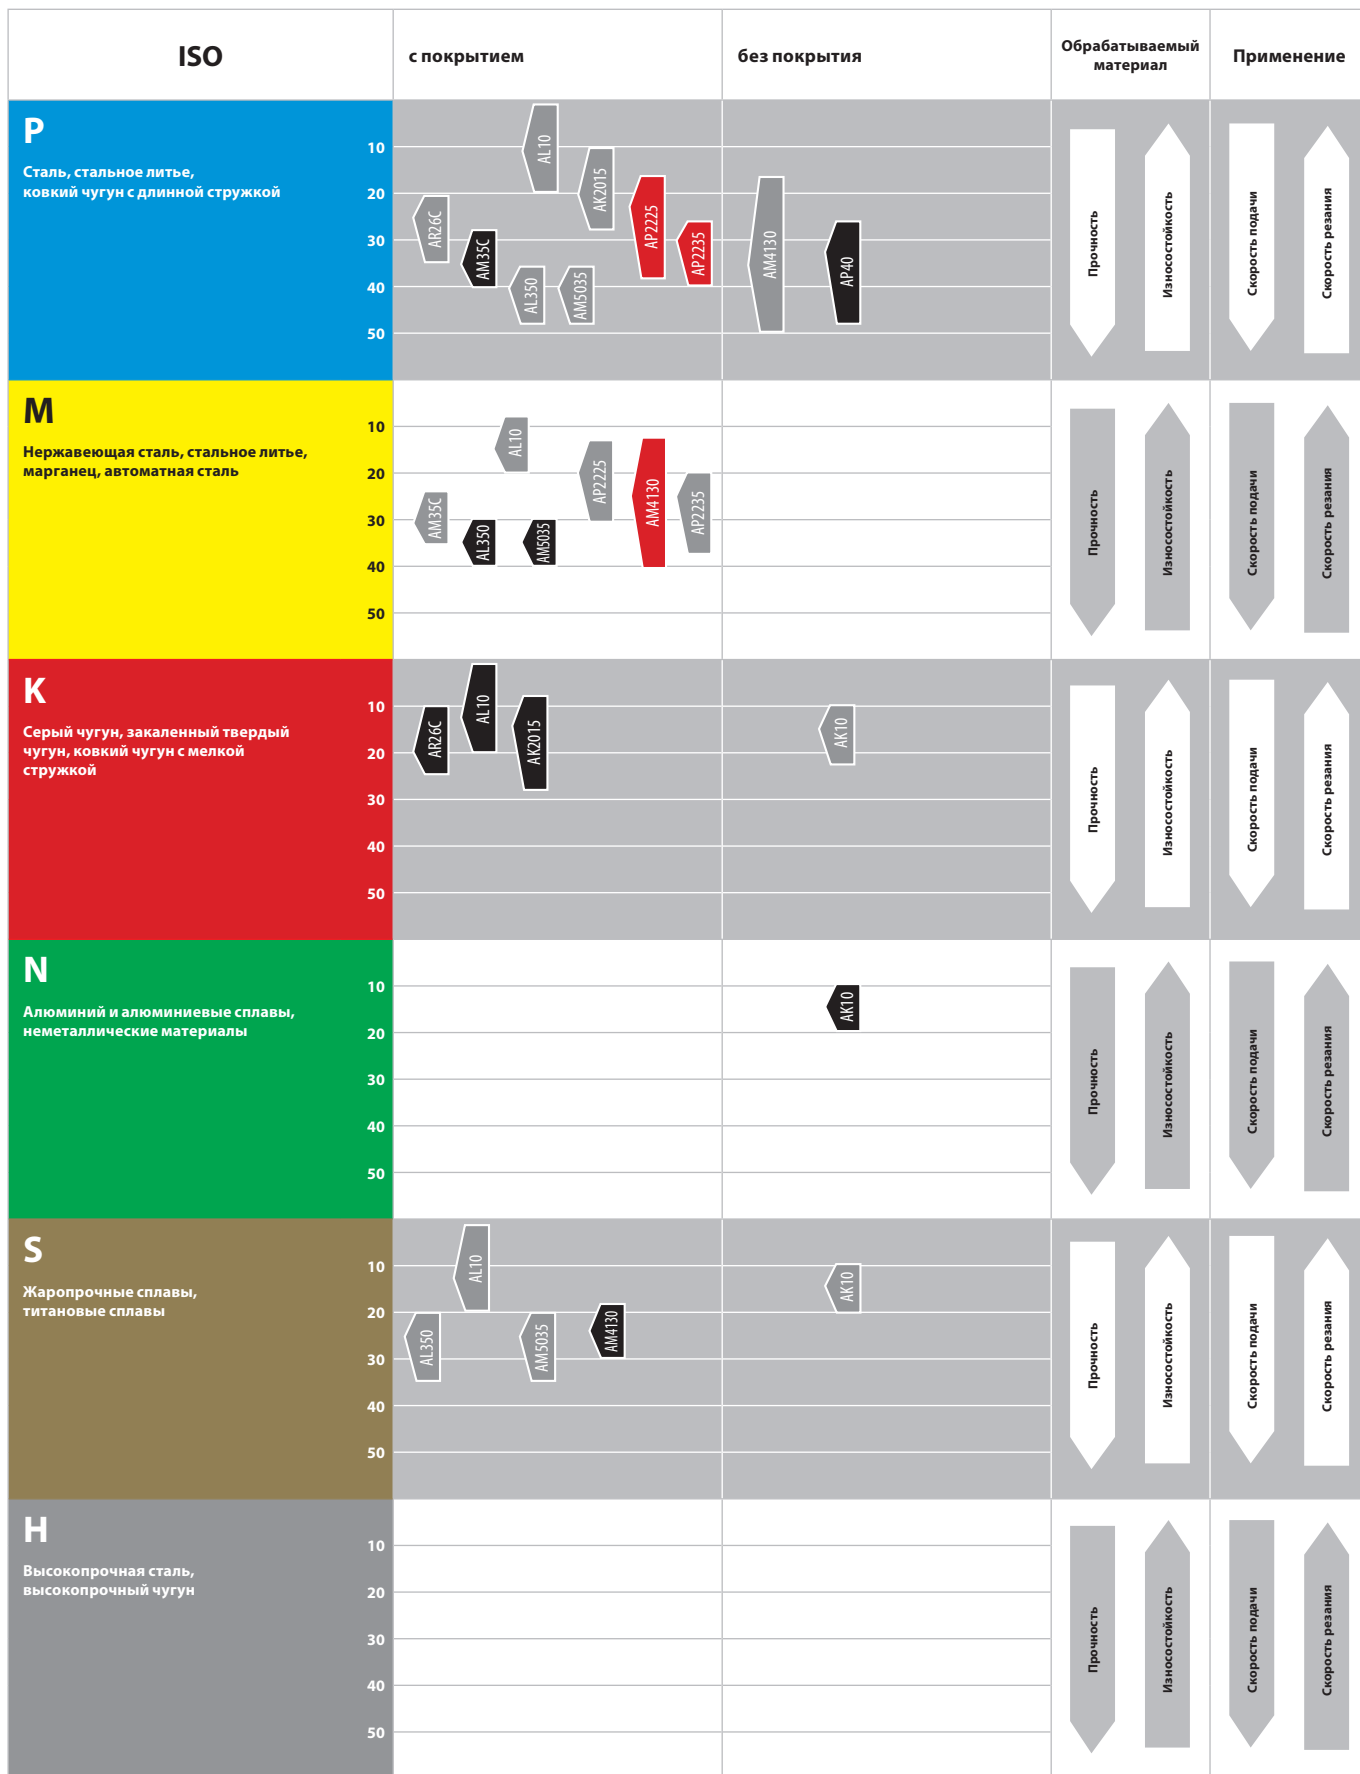 ISO
с покрытием
без покрытия
Обрабатываемый
материал
Применение
P
Сталь, стальное литье,
ковкий чугун с длинной стружкой
10
20
30
40
50
AR26C
AM35C
AL10
AL350
AK2015
AM5035
AP2225
AP2235
AM4130
AP40
Прочность
Износостойкость
Скорость подачи
Скорость резания
M
Нержавеющая сталь, стальное литье,
марганец, автоматная сталь
10
20
30
40
50
AM35C
AL350
AL10
AM5035
AP2225
AM4130
AP2235
Прочность
Износостойкость
Скорость подачи
Скорость резания
K
Серый чугун, закаленный твердый
чугун, ковкий чугун с мелкой
стружкой
10
20
30
40
50
AR26C
AL10
AK2015
AK10
Прочность
Износостойкость
Скорость подачи
Скорость резания
N
Алюминий и алюминиевые сплавы,
неметаллические материалы
10
20
30
40
50
AK10
Прочность
Износостойкость
Скорость подачи
Скорость резания
S
Жаропрочные сплавы,
титановые сплавы
10
20
30
40
50
AL350
AL10
AM5035
AM4130
AK10
Прочность
Износостойкость
Скорость подачи
Скорость резания
H
Высокопрочная сталь,
высокопрочный чугун
10
20
30
40
50
Прочность
Износостойкость
Скорость подачи
Скорость резания